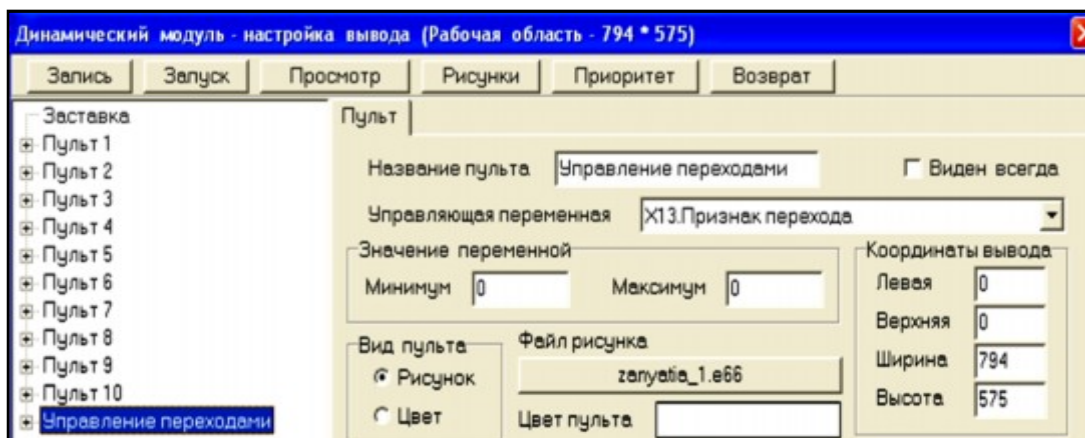 Динамический модуль - настройка вывода (Рабочая область - 794 * 575)
Запись Запуск Просмотр Рисунки Приоритет Возврат
Заставка
Пульт 1
Пульт 2
Пульт 3
Пульт 4
Пульт 5
Пульт 6
Пульт 7
Пульт 8
Пульт 9
Пульт 10
Управление переходами
Пульт
Название пульта Управление переходами Виден всегда
Управляющая переменная X13.Признак перехода
Значение переменной
Минимум 0 Максимум 0
Координаты вывода
Левая 0
Верхняя 0
Ширина 794
Высота 575
Вид пульта
Рисунок
Цвет
Файл рисунка
zanyatia_1.e66
Цвет пульта